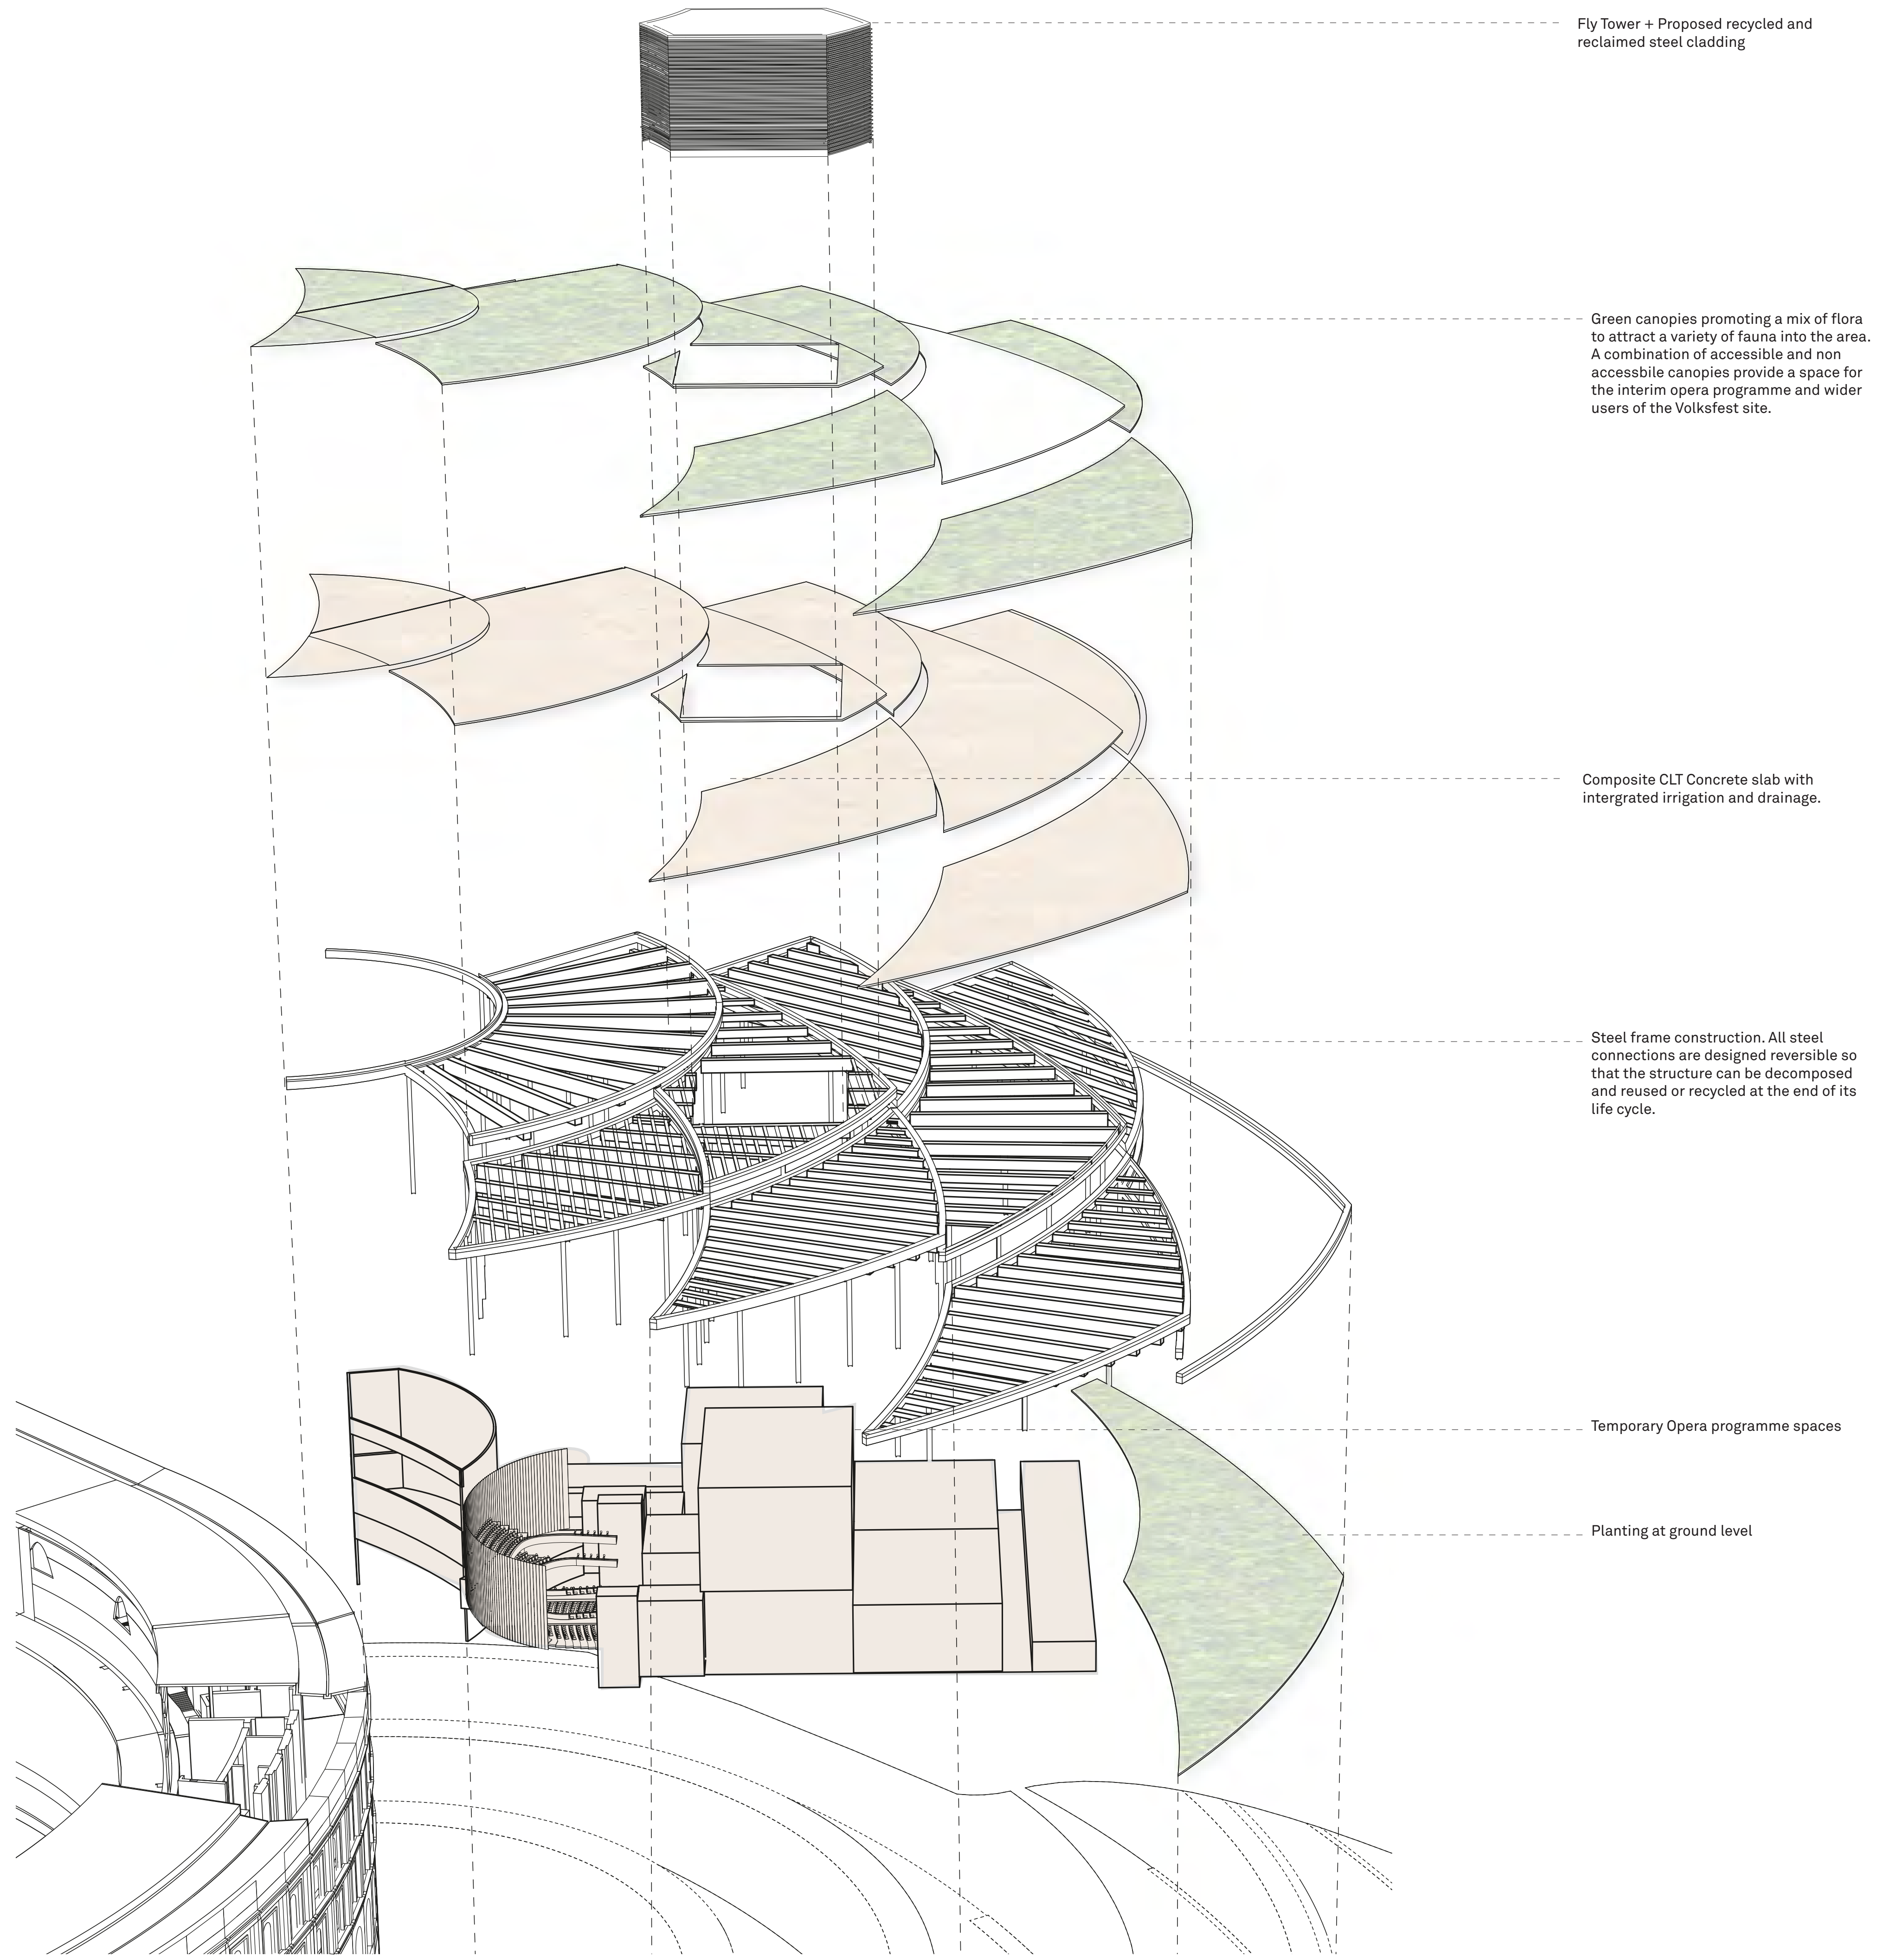 Fly Tower + Proposed recycled and
reclaimed steel cladding
Green canopies promoting a mix of flora
to attract a variety of fauna into the area.
A combination of accessible and non
accessbile canopies provide a space for
the interim opera programme and wider
users of the Volksfest site.
Composite CLT Concrete slab with
intergrated irrigation and drainage.
Steel frame construction. All steel
connections are designed reversible so
that the structure can be decomposed
and reused or recycled at the end of its
life cycle.
Temporary Opera programme spaces
Planting at ground level